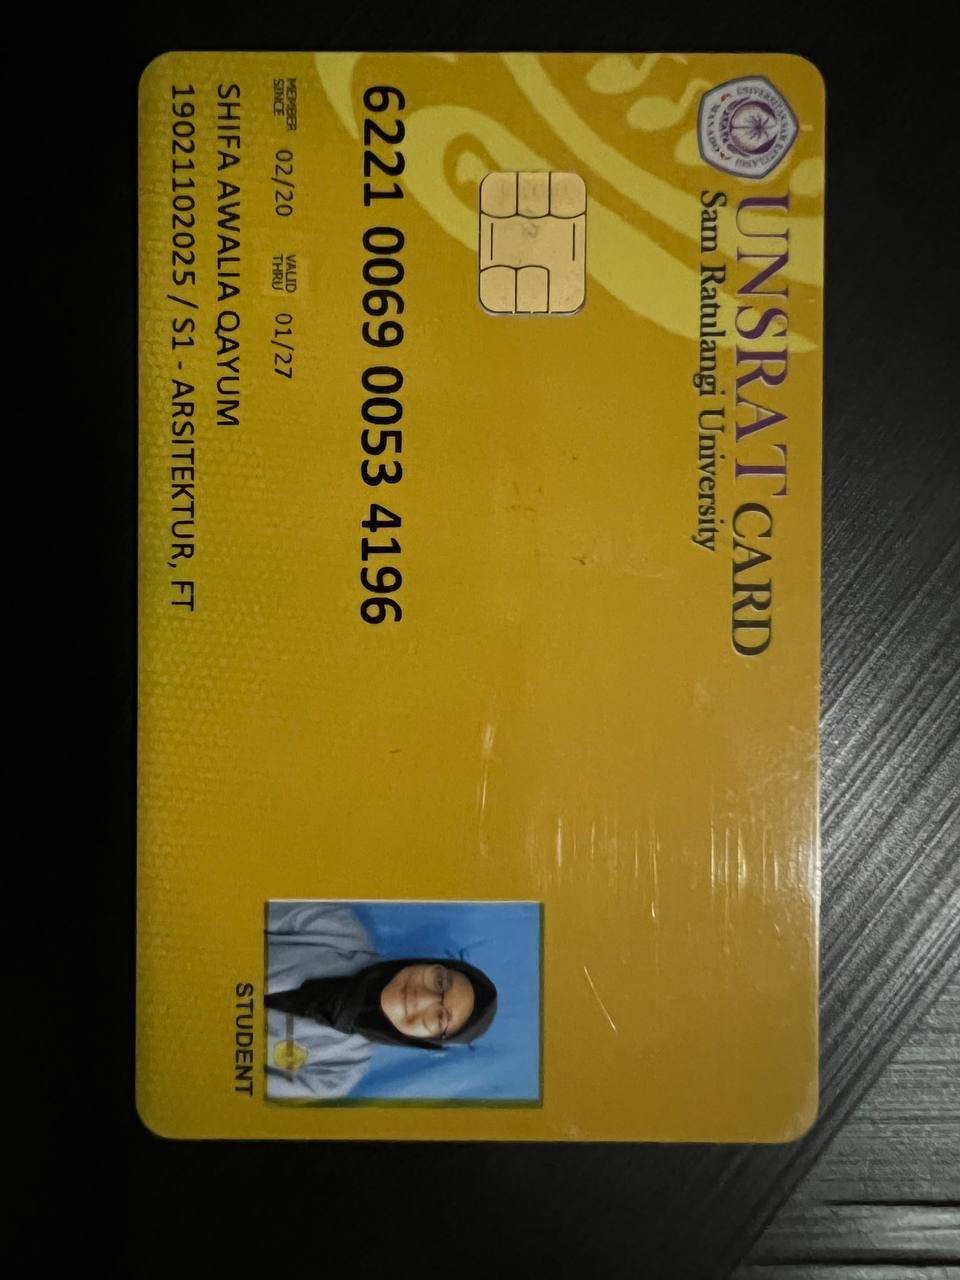 UNIVERSITAS SAM RATULANGI
MANADO
UNSRAT CARD
Sam Ratulangi University
6221 0069 0053 4196
MEMBER SINCE 02/20 VALID THRU 01/27
STUDENT
SHIFA AWALIA QAYUM
19021102025 / S1 - ARSITEKTUR, FT